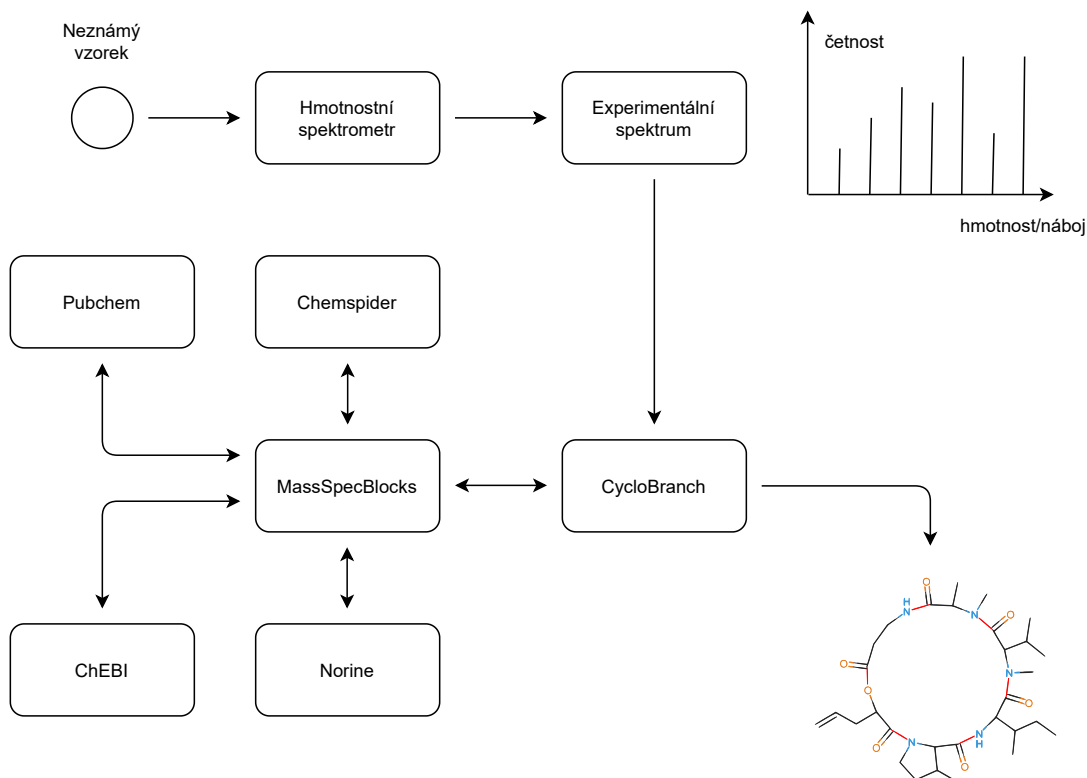 Neznámý
vzorek
Hmotnostní
spektrometr
Experimentální
spektrum
četnost
hmotnost/náboj
Pubchem
Chemspider
MassSpecBlocks
CycloBranch
ChEBI
Norine
O
H
N
N
O
O
N
O
O
O
N
H
O
N
O